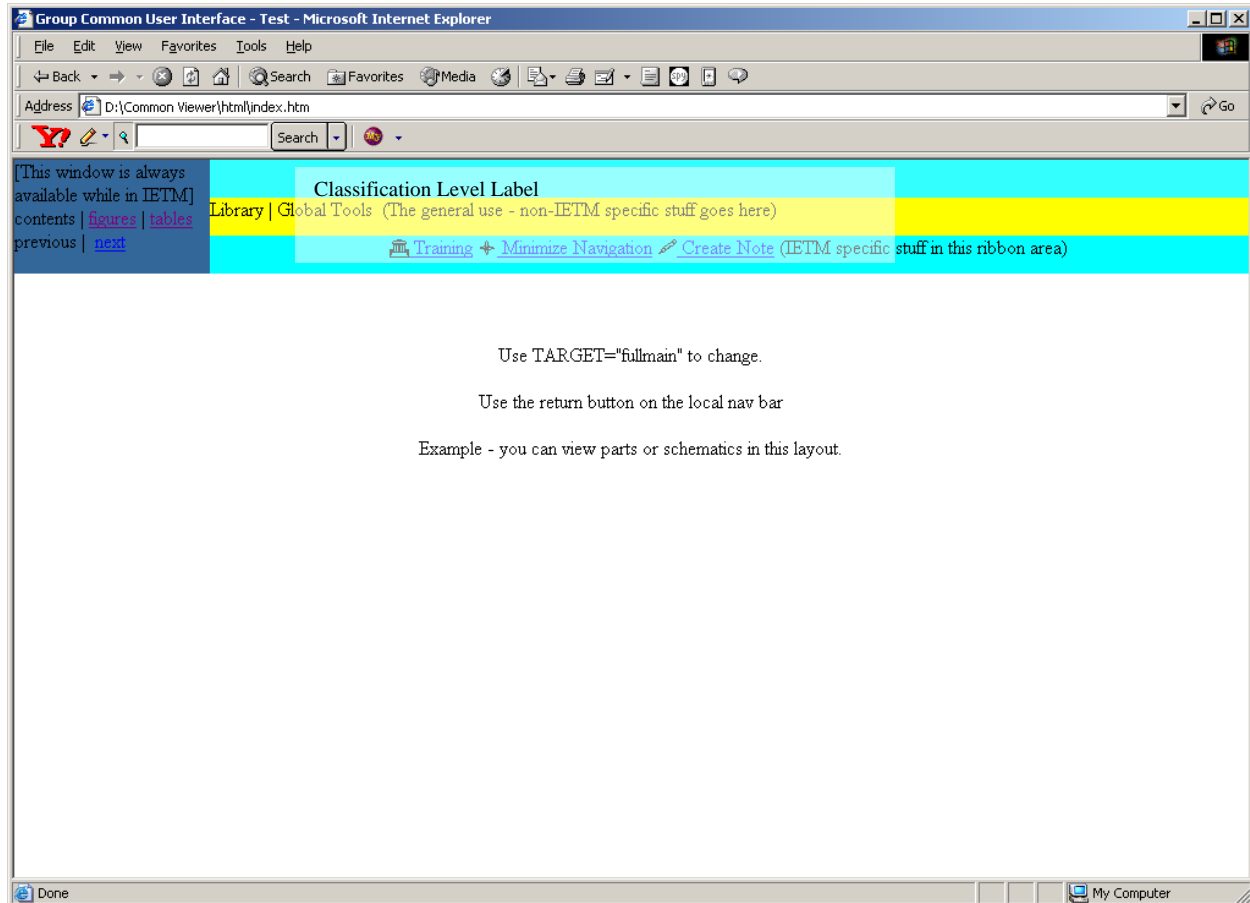 Group Common User Interface - Test - Microsoft Internet Explorer
File Edit View Favorites Tools Help
Back Search Favorites Media SPY
Address D:\Common Viewer\html\index.htm Go
Y! Search
[This window is always
available while in IETM]
contents | figures | tables
previous | next
Classification Level Label
Library | Global Tools (The general use - non-IETM specific stuff goes here)
Training Minimize Navigation Create Note (IETM specific stuff in this ribbon area)
Use TARGET="fullmain" to change.
Use the return button on the local nav bar
Example - you can view parts or schematics in this layout.
Done My Computer